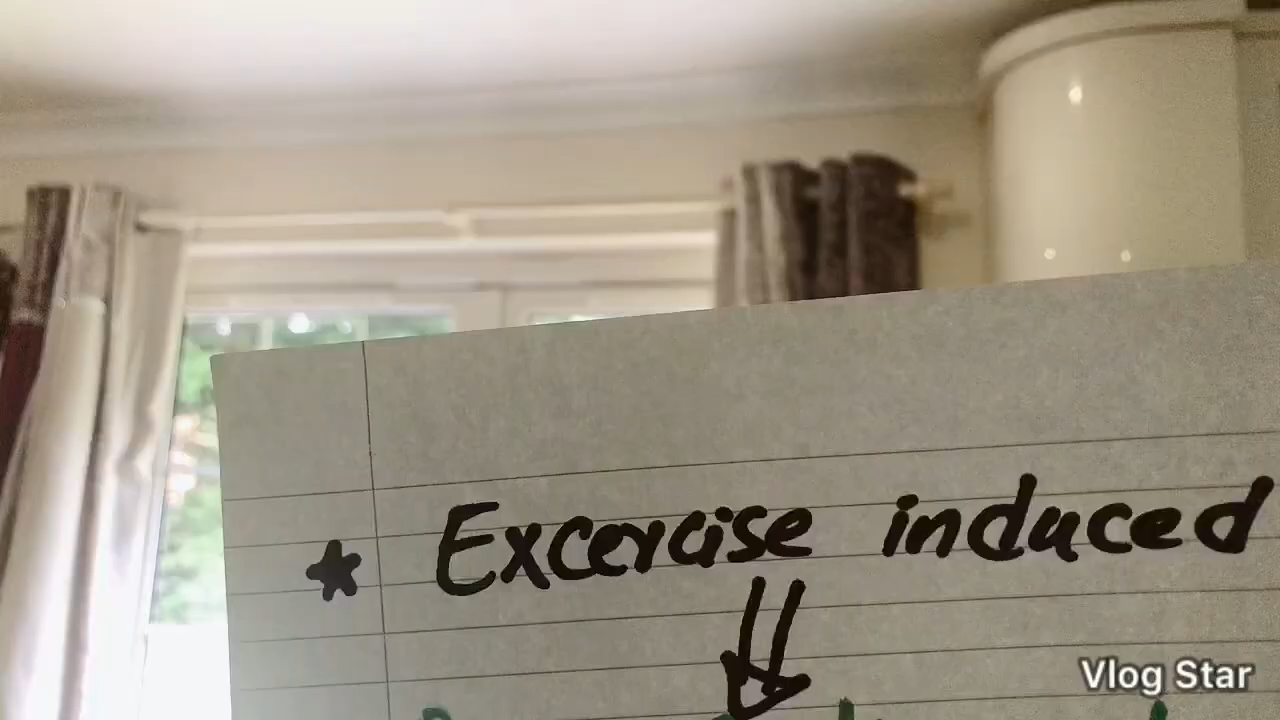 ★ Excercise induced
Vlog Star